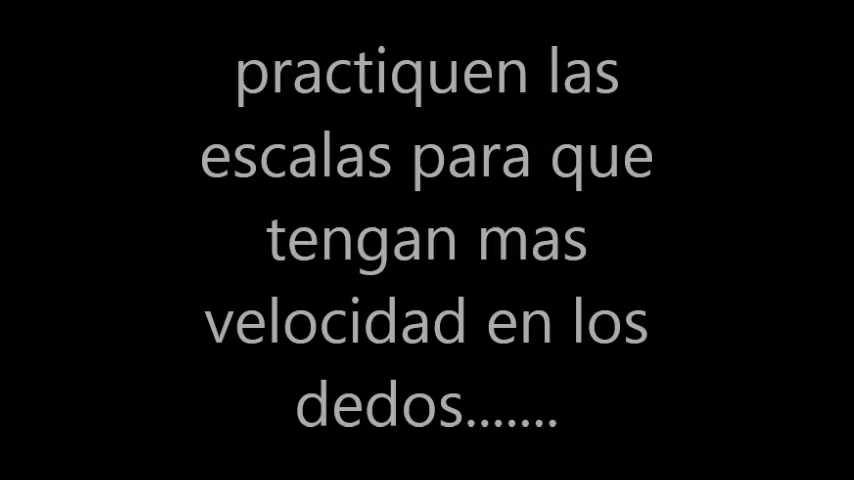 practiquen las
escalas para que
tengan mas
velocidad en los
dedos.......